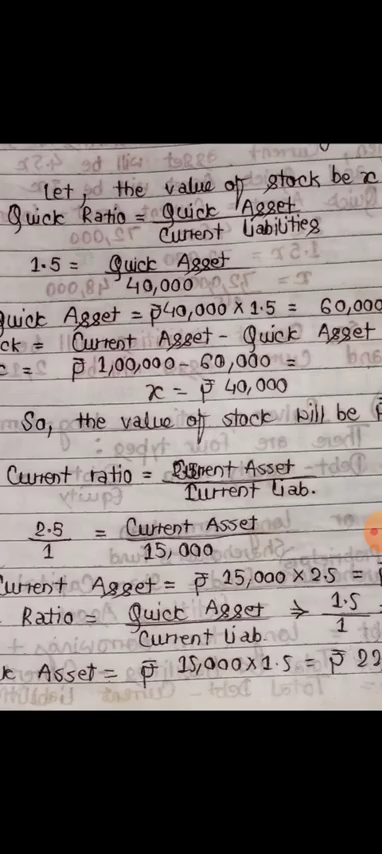 Let, the value of stock be x
Quick Ratio = Quick Asset
Current Liabilities
1.5 = Quick Asset
40,000
Quick Asset = ₹40,000 × 1.5 = 60,000
ck = Current Asset - Quick Asset
= ₹ 1,00,000 - 60,000 =
x = ₹ 40,000
So, the value of stock will be ₹
Current ratio = Current Asset
Current Liab.
2.5 = Current Asset
1 15,000
Current Asset = ₹ 15,000 × 2.5 = ₹
Ratio = Quick Asset → 1.5
Current Liab. 1
ck Asset = ₹ 15,000 × 1.5 = ₹ 22